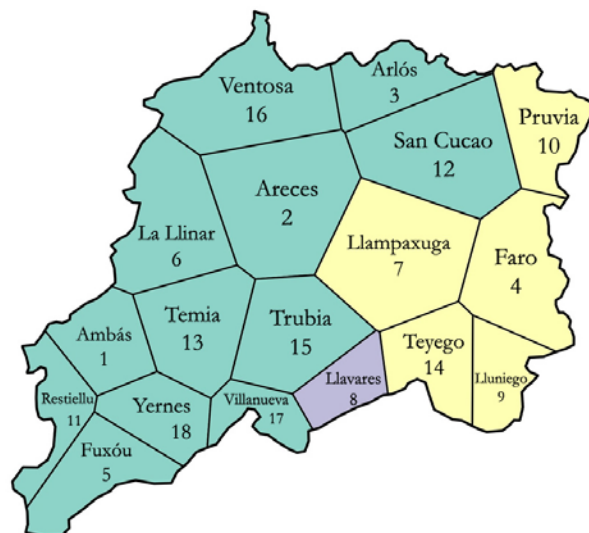 Ventosa
16
Arlós
3
Pruvia
10
San Cucao
12
Areces
2
La Llinar
6
Llampaxuga
7
Faro
4
Ambás
1
Temia
13
Trubia
15
Teyego
14
Lluniego
9
Llavares
8
Restiellu
11
Yernes
18
Villanueva
17
Fuxóu
5